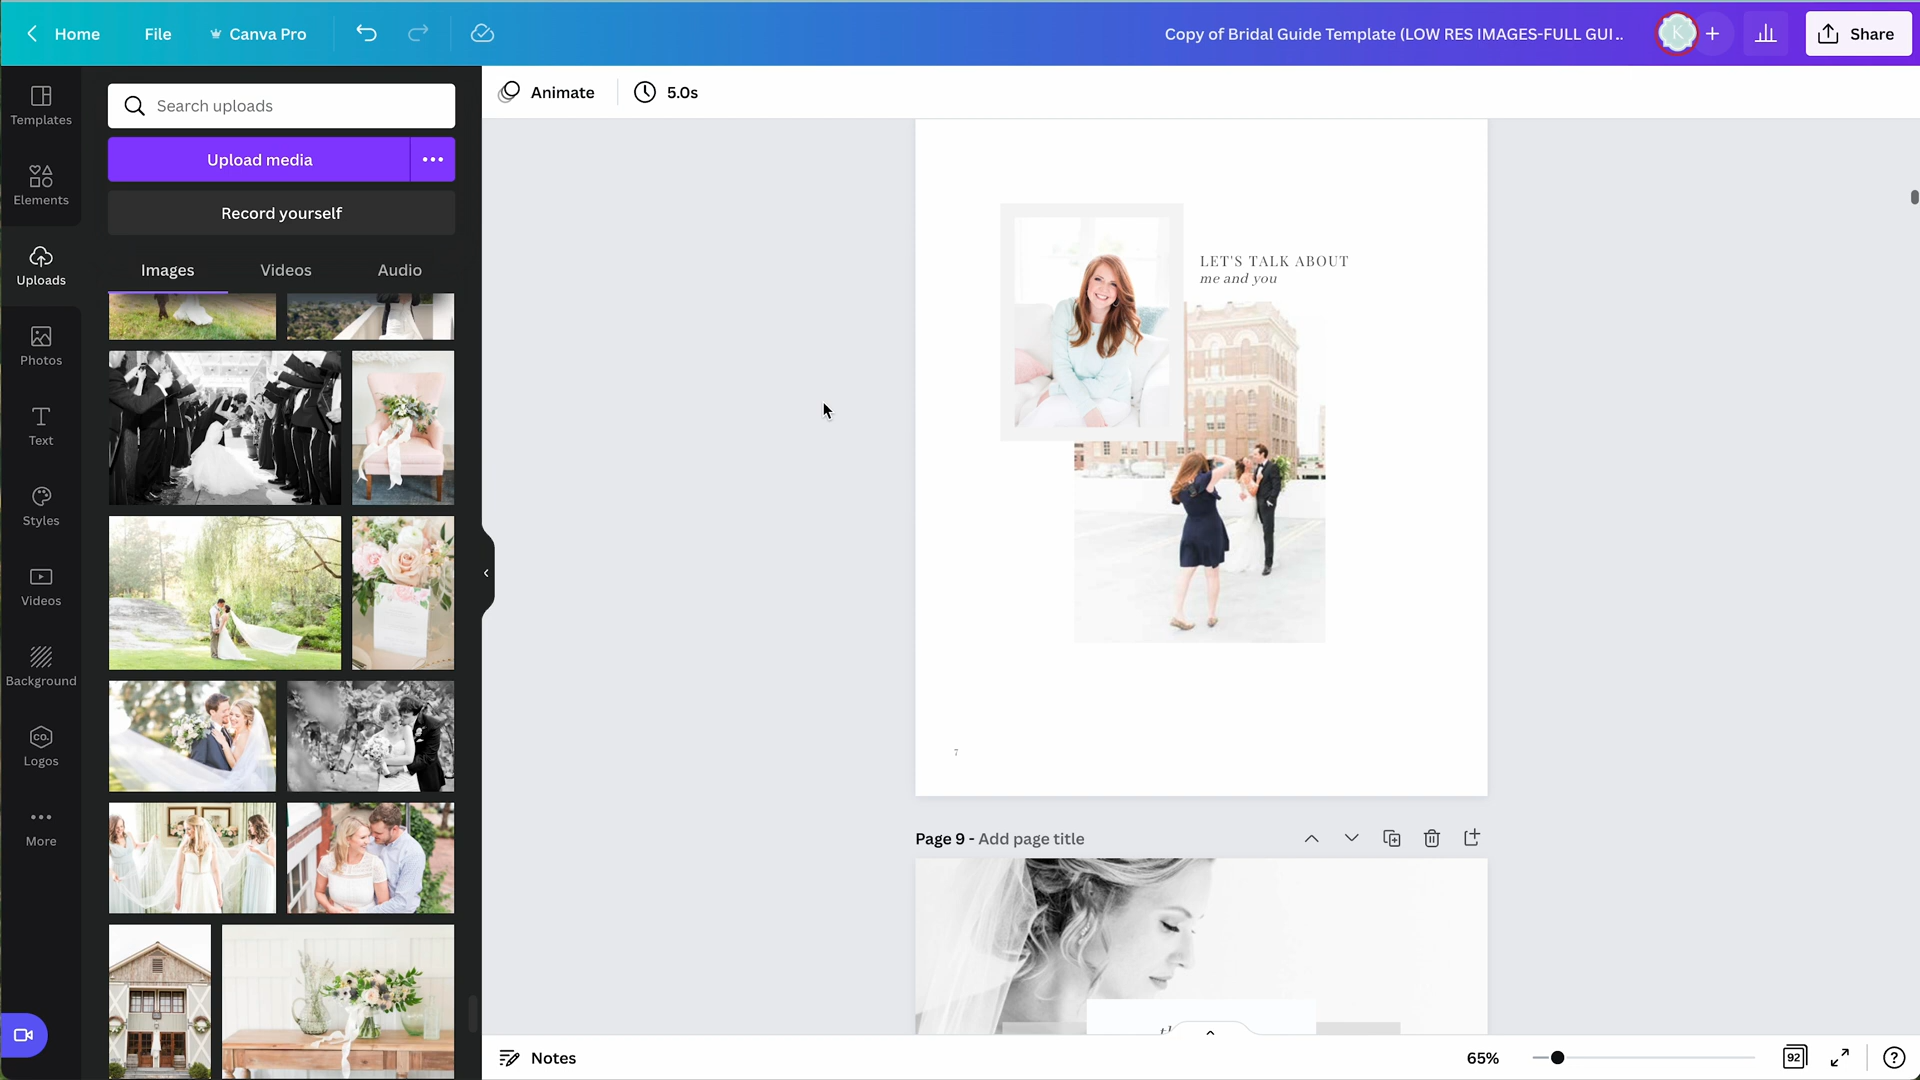 Home
File
Canva Pro
Copy of Bridal Guide Template (LOW RES IMAGES-FULL GUI..
K
Share
Templates
Elements
Uploads
Photos
Text
Styles
Videos
Background
CO.
Logos
More
Search uploads
Upload media
Record yourself
Images
Videos
Audio
Animate
5.0s
LET'S TALK ABOUT
me and you
7
Page 9 - Add page title
Notes
65%
92